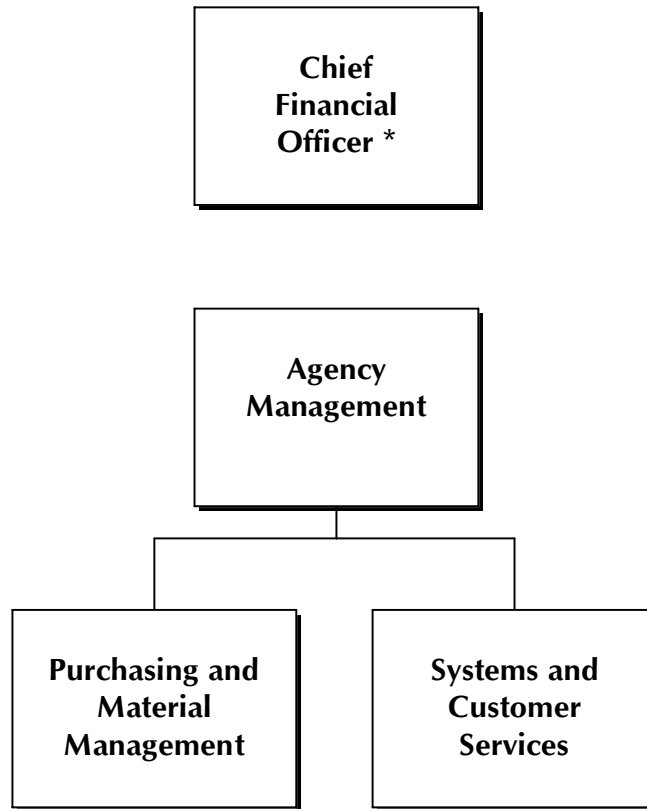 Chief
Financial
Officer *
Agency
Management
Purchasing and
Material
Management
Systems and
Customer
Services